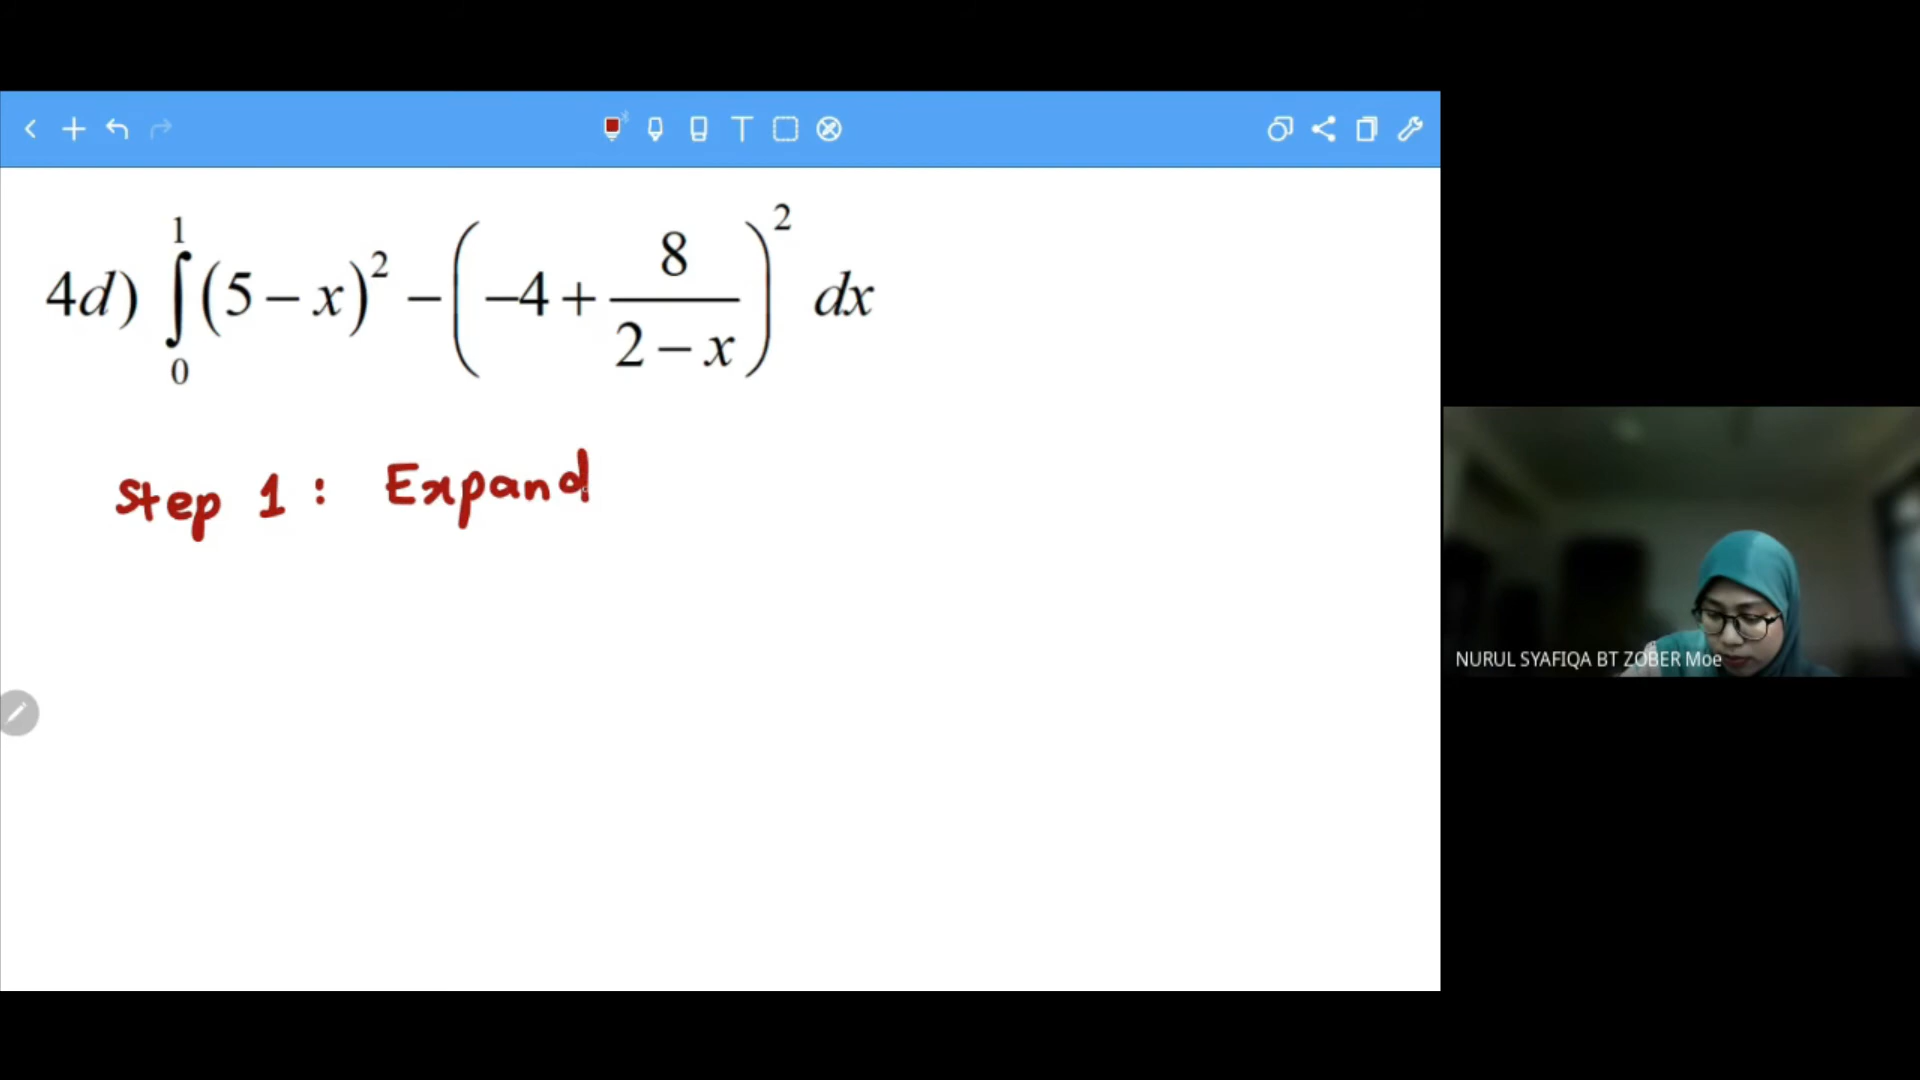 4d) ∫₀¹ (5 − x)² − (−4 + 8/(2 − x))² dx
Step 1 : Expand
NURUL SYAFIQA BT ZOBER Moe